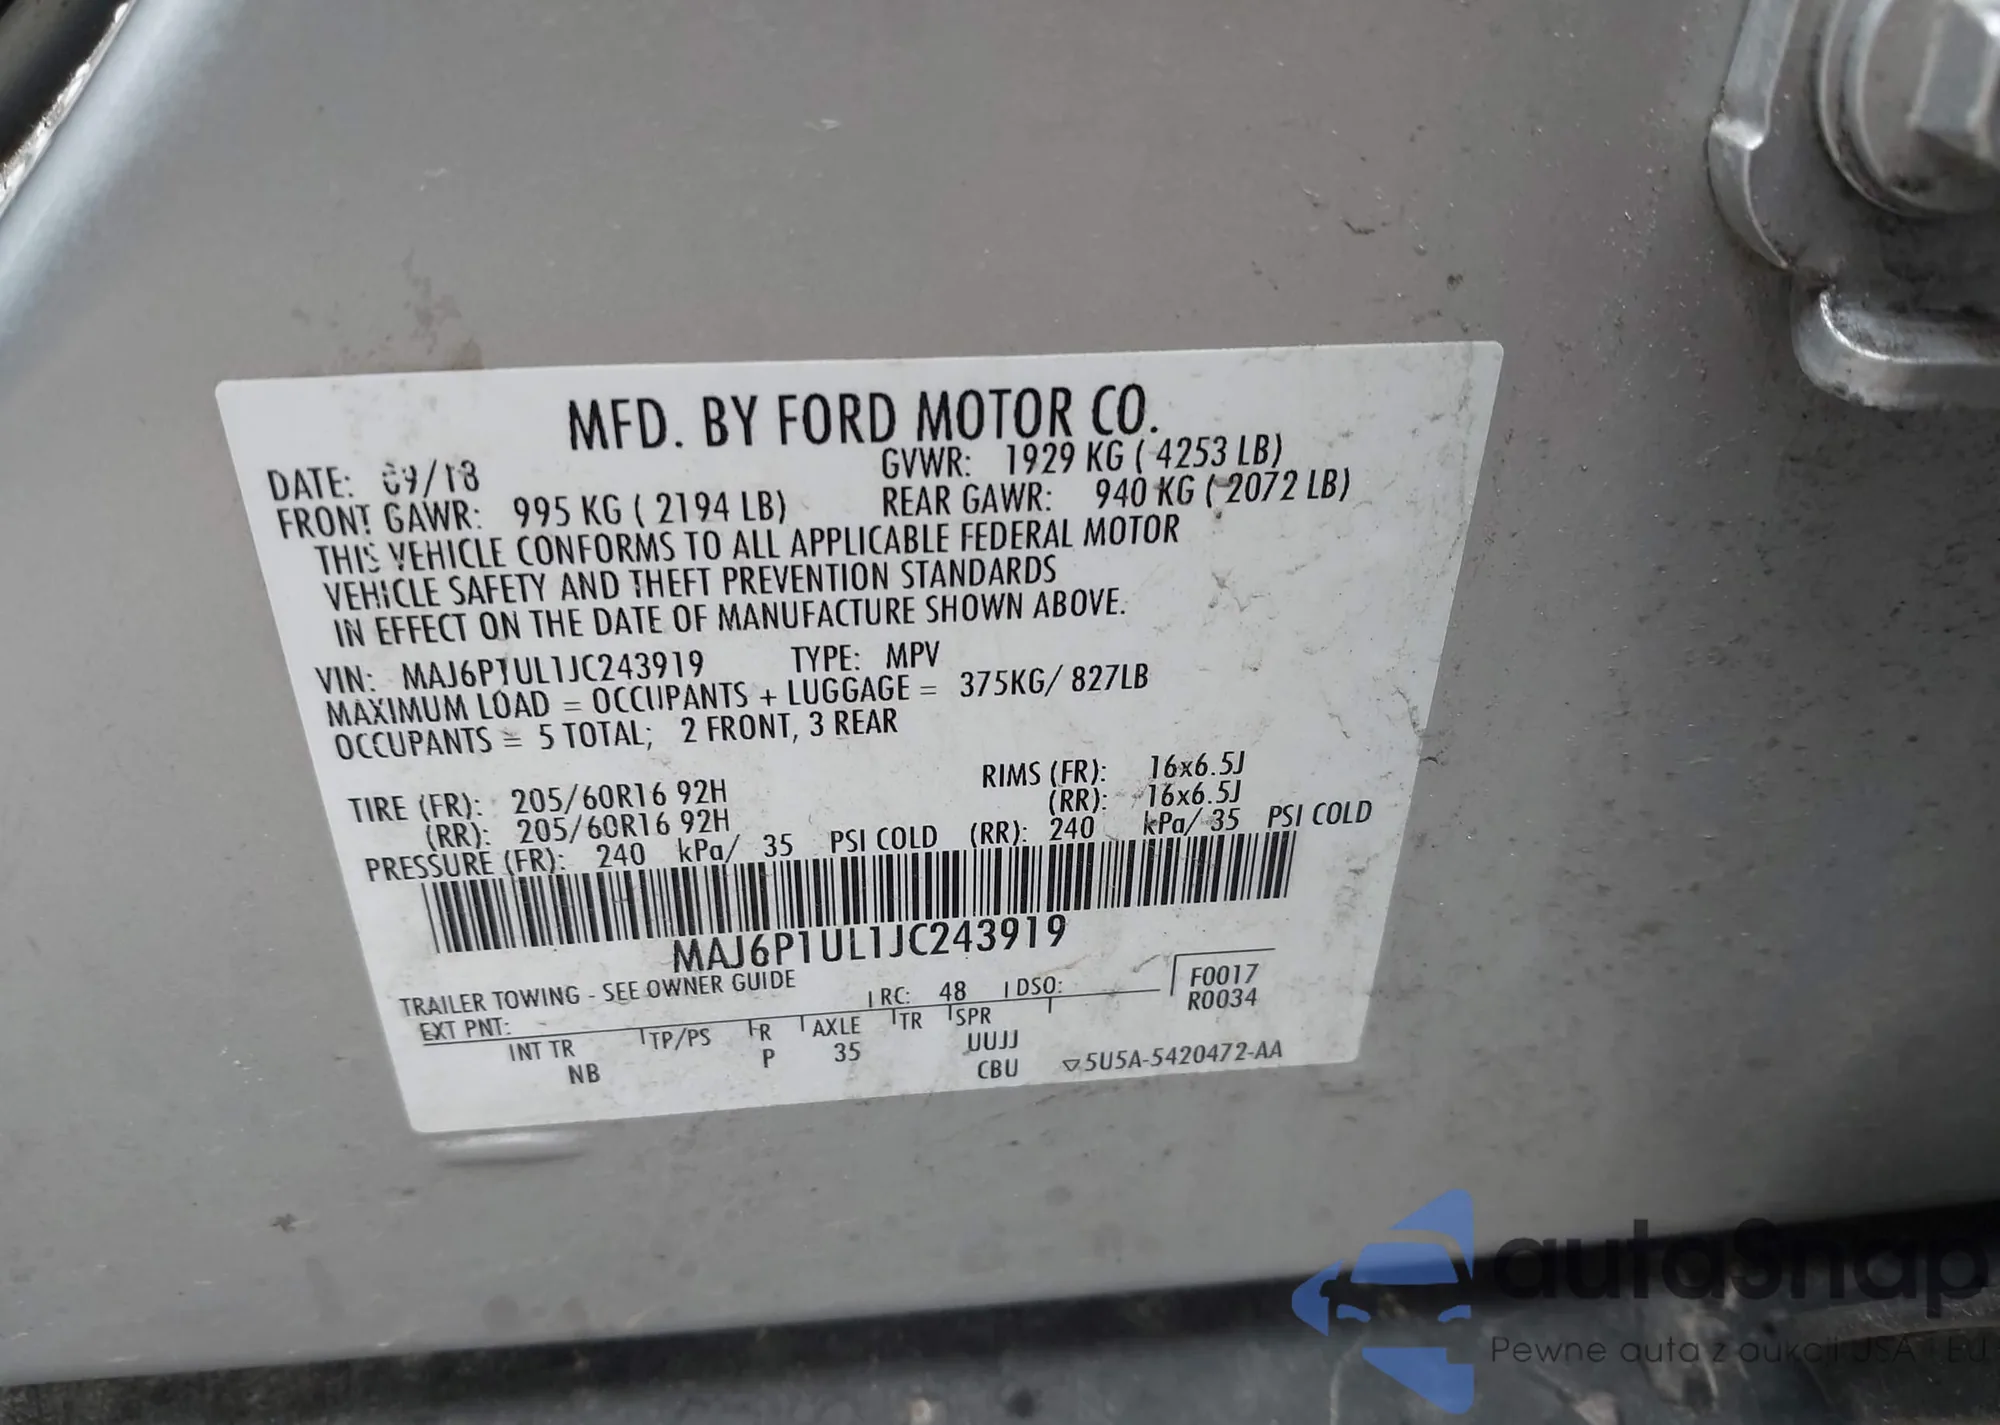 MFD. BY FORD MOTOR CO.
DATE: 09/18 GVWR: 1929 KG ( 4253 LB)
FRONT GAWR: 995 KG ( 2194 LB) REAR GAWR: 940 KG ( 2072 LB)
THIS VEHICLE CONFORMS TO ALL APPLICABLE FEDERAL MOTOR
VEHICLE SAFETY AND THEFT PREVENTION STANDARDS
IN EFFECT ON THE DATE OF MANUFACTURE SHOWN ABOVE.
VIN: MAJ6P1UL1JC243919 TYPE: MPV
MAXIMUM LOAD = OCCUPANTS + LUGGAGE = 375KG/ 827LB
OCCUPANTS = 5 TOTAL; 2 FRONT, 3 REAR
TIRE (FR): 205/60R16 92H RIMS (FR): 16x6.5J
(RR): 205/60R16 92H (RR): 16x6.5J
PRESSURE (FR): 240 kPa/ 35 PSI COLD (RR): 240 kPa/ 35 PSI COLD
MAJ6P1UL1JC243919
TRAILER TOWING - SEE OWNER GUIDE
EXT PNT: RC: 48 DSO: F0017
R0034
INT TR TP/PS R AXLE TR SPR
NB P 35 UUJJ
CBU 5U5A-5420472-AA
autoSnap
Pewne auta z aukcji USA i EU